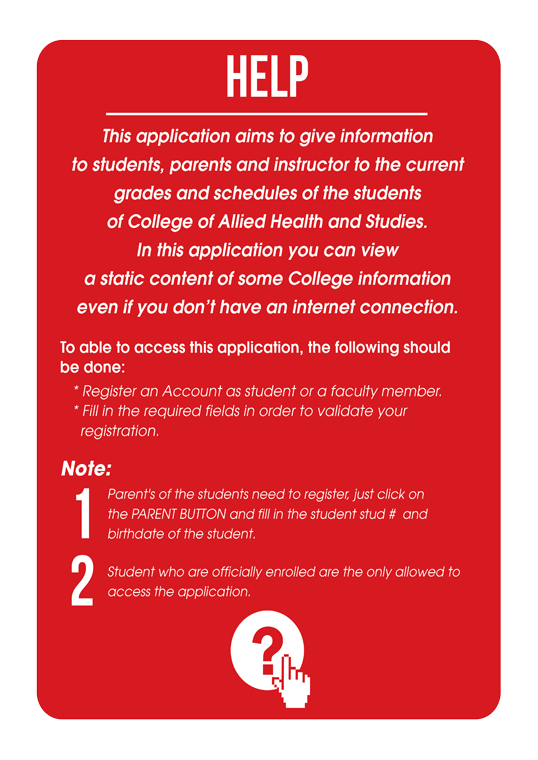 HELP
This application aims to give information
to students, parents and instructor to the current
grades and schedules of the students
of College of Allied Health and Studies.
In this application you can view
a static content of some College information
even if you don't have an internet connection.
To able to access this application, the following should
be done:
* Register an Account as student or a faculty member.
* Fill in the required fields in order to validate your
registration.
Note:
1
Parent's of the students need to register, just click on
the PARENT BUTTON and fill in the student stud # and
birthdate of the student.
2
Student who are officially enrolled are the only allowed to
access the application.
?